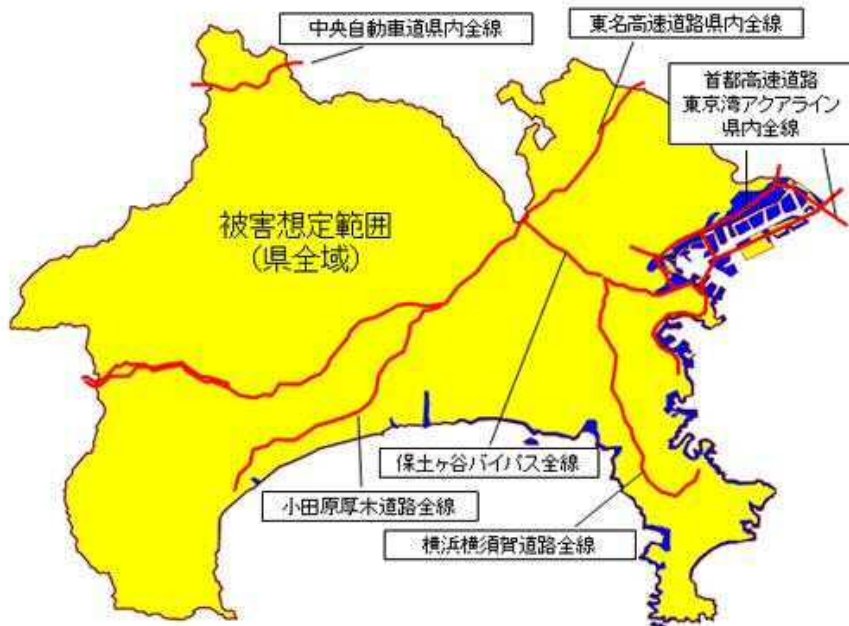 中央自動車道県内全線
東名高速道路県内全線
首都高速道路
東京湾アクアライン
県内全線
被害想定範囲
(県全域)
保土ヶ谷バイパス全線
小田原厚木道路全線
横浜横須賀道路全線